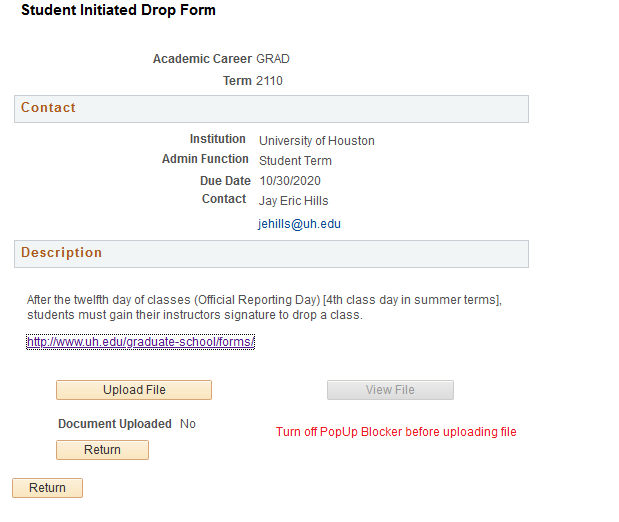 Student Initiated Drop Form
Academic Career GRAD
Term 2110
Contact
Institution University of Houston
Admin Function Student Term
Due Date 10/30/2020
Contact Jay Eric Hills
jehills@uh.edu
Description
After the twelfth day of classes (Official Reporting Day) [4th class day in summer terms],
students must gain their instructors signature to drop a class.
http://www.uh.edu/graduate-school/forms/
Upload File View File
Document Uploaded No
Turn off PopUp Blocker before uploading file
Return
Return